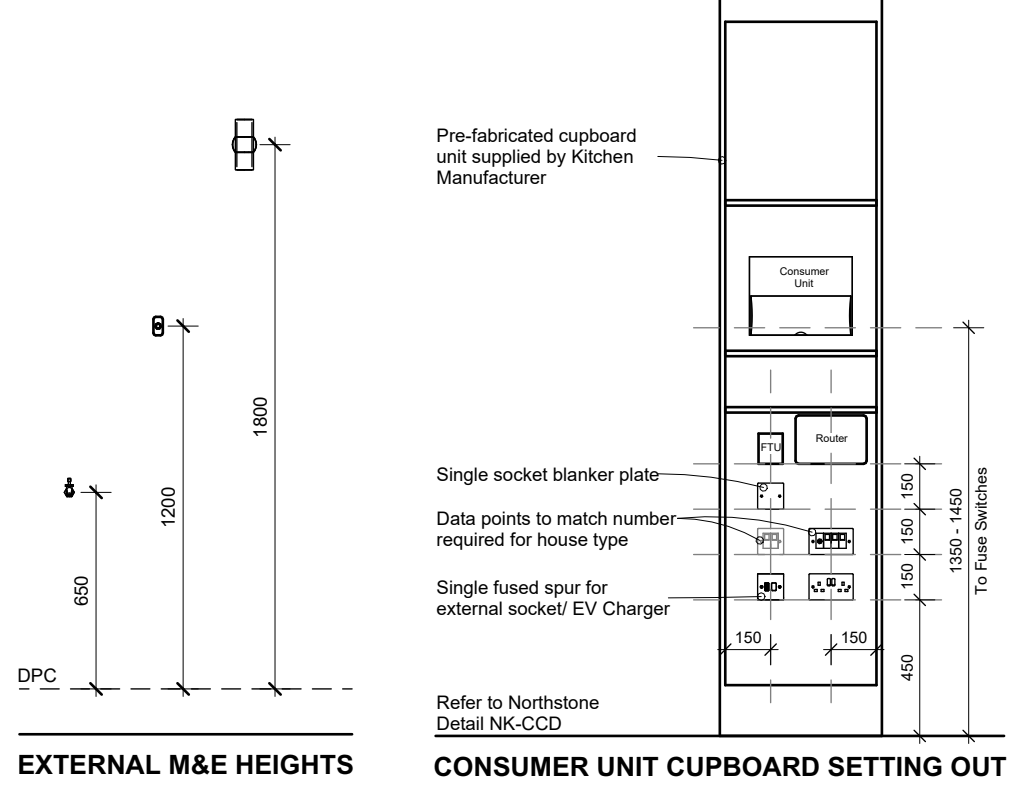 1800
1200
650
DPC
EXTERNAL M&E HEIGHTS
Pre-fabricated cupboard
unit supplied by Kitchen
Manufacturer
Consumer
Unit
FTU
Router
Single socket blanker plate
Data points to match number
required for house type
Single fused spur for
external socket/ EV Charger
150
150
150
150
150
450
1350 - 1450
To Fuse Switches
Refer to Northstone
Detail NK-CCD
CONSUMER UNIT CUPBOARD SETTING OUT